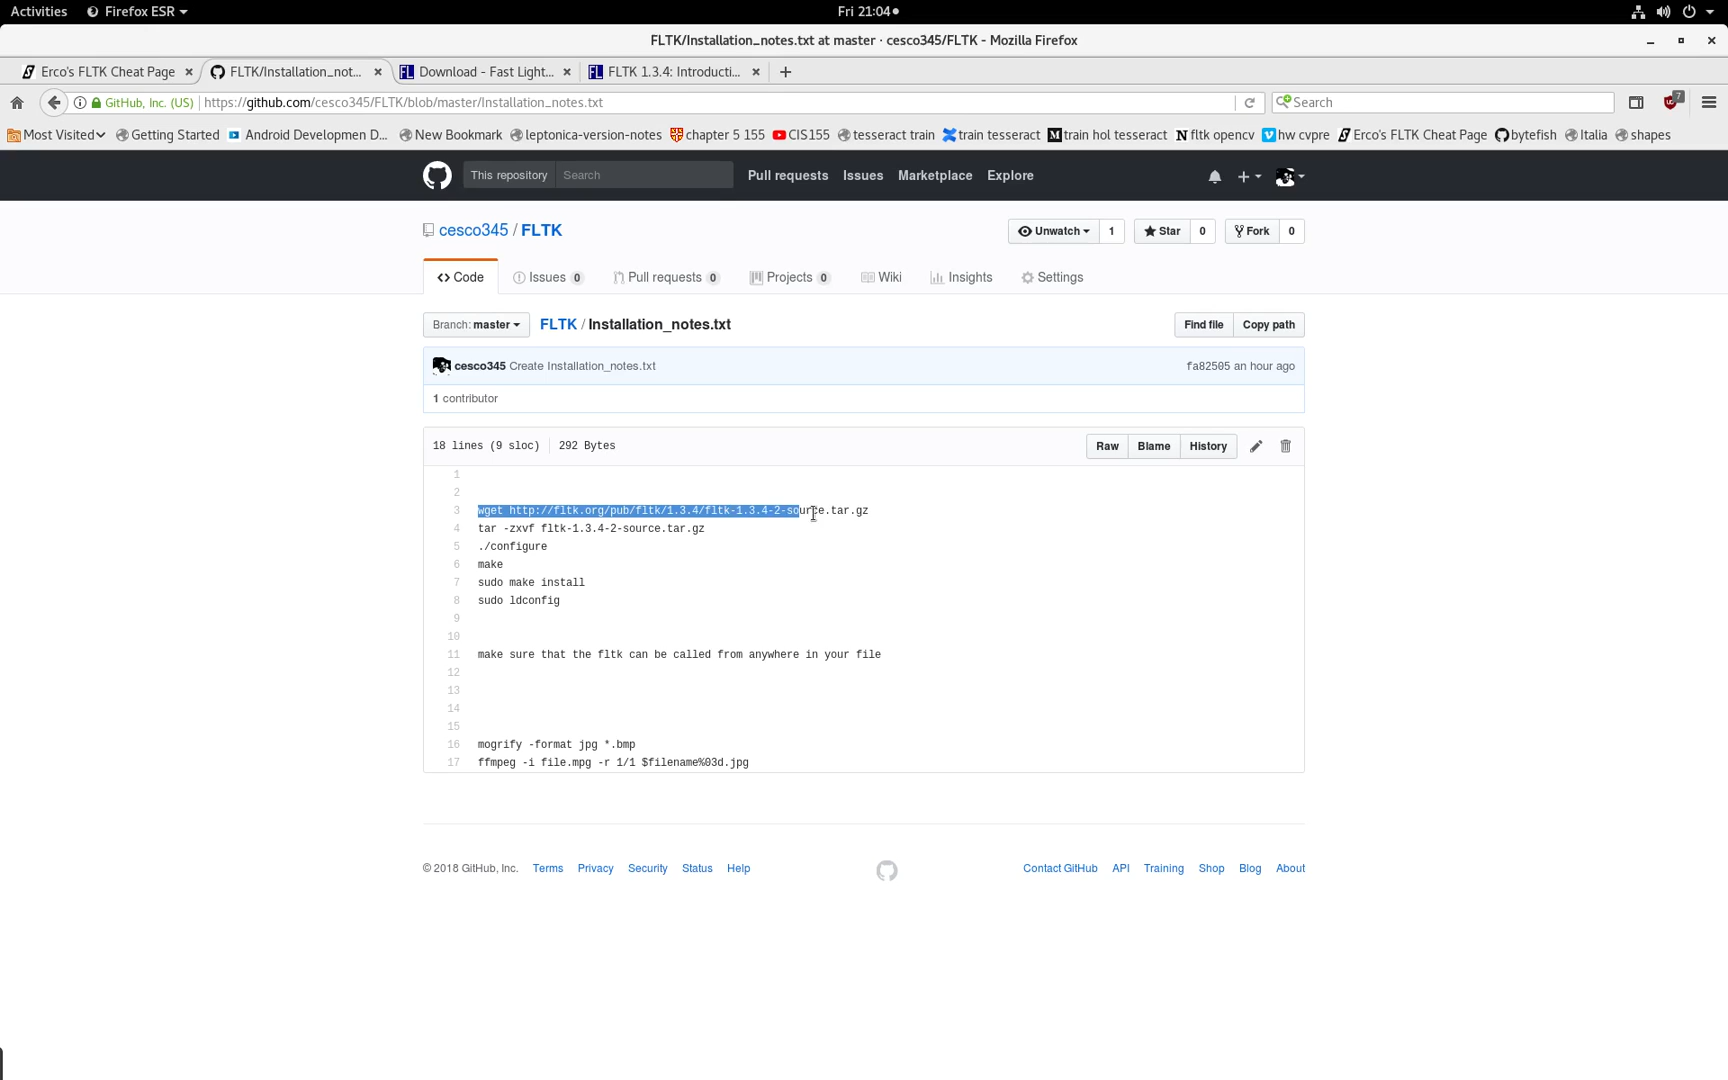 Activities Firefox ESR Fri 21:04
FLTK/Installation_notes.txt at master · cesco345/FLTK - Mozilla Firefox
Erco's FLTK Cheat Page FLTK/Installation_not... Download - Fast Light... FLTK 1.3.4: Introducti...
GitHub, Inc. (US) https://github.com/cesco345/FLTK/blob/master/Installation_notes.txt Search 7
Most Visited Getting Started Android Developmen D... New Bookmark leptonica-version-notes chapter 5 155 CIS155 tesseract train train tesseract train hol tesseract fltk opencv hw cvpre Erco's FLTK Cheat Page bytefish Italia shapes
This repository Search Pull requests Issues Marketplace Explore
cesco345 / FLTK Unwatch 1 Star 0 Fork 0
Code Issues 0 Pull requests 0 Projects 0 Wiki Insights Settings
Branch: master FLTK / Installation_notes.txt Find file Copy path
cesco345 Create Installation_notes.txt fa82505 an hour ago
1 contributor
18 lines (9 sloc) 292 Bytes Raw Blame History
1
2
3 wget http://fltk.org/pub/fltk/1.3.4/fltk-1.3.4-2-source.tar.gz
4 tar -zxvf fltk-1.3.4-2-source.tar.gz
5 ./configure
6 make
7 sudo make install
8 sudo ldconfig
9
10
11 make sure that the fltk can be called from anywhere in your file
12
13
14
15
16 mogrify -format jpg *.bmp
17 ffmpeg -i file.mpg -r 1/1 $filename%03d.jpg
© 2018 GitHub, Inc. Terms Privacy Security Status Help Contact GitHub API Training Shop Blog About